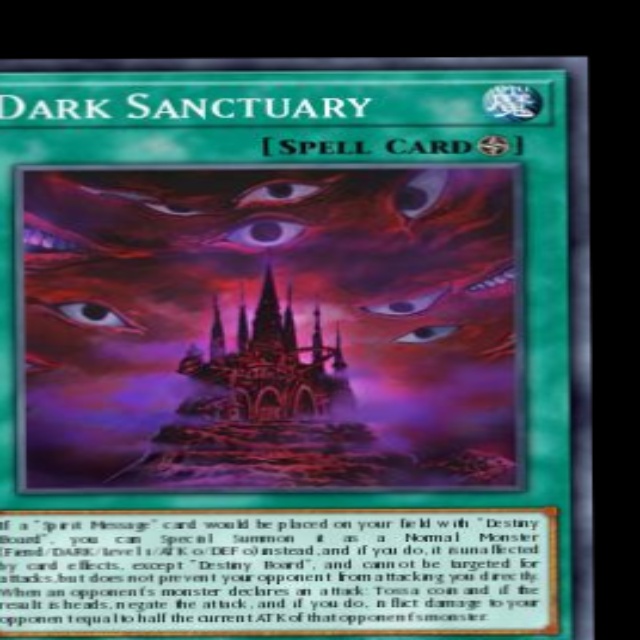 DARK SANCTUARY
[SPELL CARD]
If a "Spirit Message" card would be placed on your field with "Destiny
Board", you can Special Summon it as a Normal Monster
(Fiend/DARK/Level 1/ATK 0/DEF 0) instead, and if you do, it is unaffected
by card effects, except "Destiny Board", and cannot be targeted for
attacks, but does not prevent your opponent from attacking you directly.
When an opponent's monster declares an attack: Toss a coin and if the
result is heads, negate the attack, and if you do, inflict damage to your
opponent equal to half the current ATK of that opponent's monster.